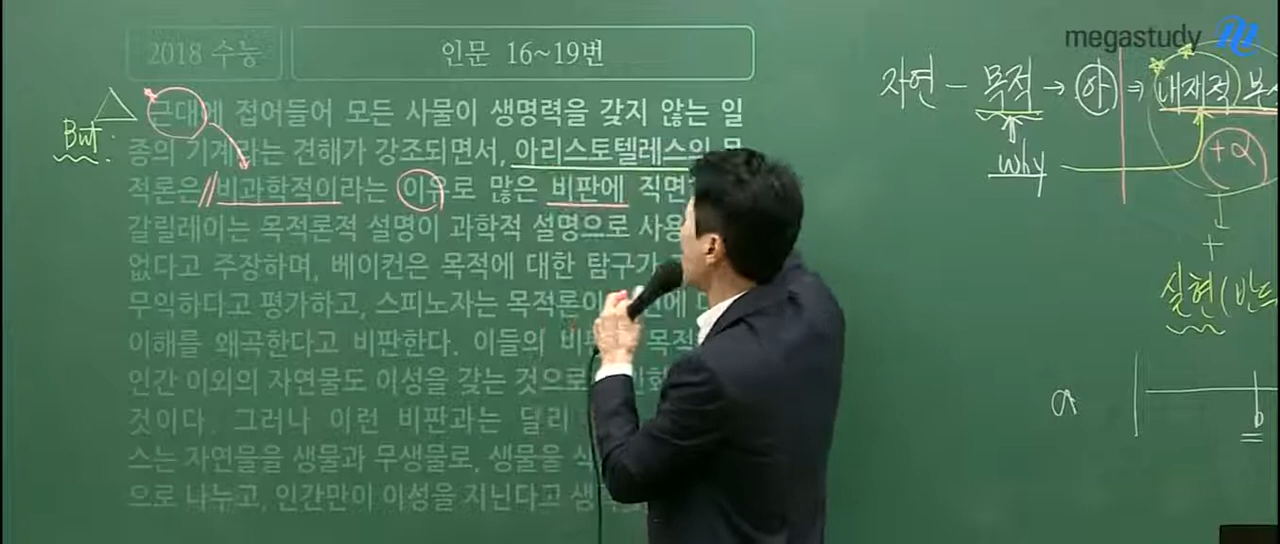 megastudy
2018 수능
인문 16~19번
근대에 접어들어 모든 사물이 생명력을 갖지 않는 일
종의 기계라는 견해가 강조되면서, 아리스토텔레스의
적론은 비과학적이라는 이유로 많은 비판에 직면
갈릴레이는 목적론적 설명이 과학적 설명으로 사용
없다고 주장하며, 베이컨은 목적에 대한 탐구가
무익하다고 평가하고, 스피노자는 목적론이
이해를 왜곡한다고 비판한다. 이들의 비 목적
인간 이외의 자연물도 이성을 갖는 것으로
것이다. 그러나 이런 비판과는 달리
스는 자연물을 생물과 무생물로, 생물을
으로 나누고, 인간만이 이성을 지닌다고
But
자연 - 목적 → 아 ⇒ 내재적
why
+α
+
실현(반드
a
b